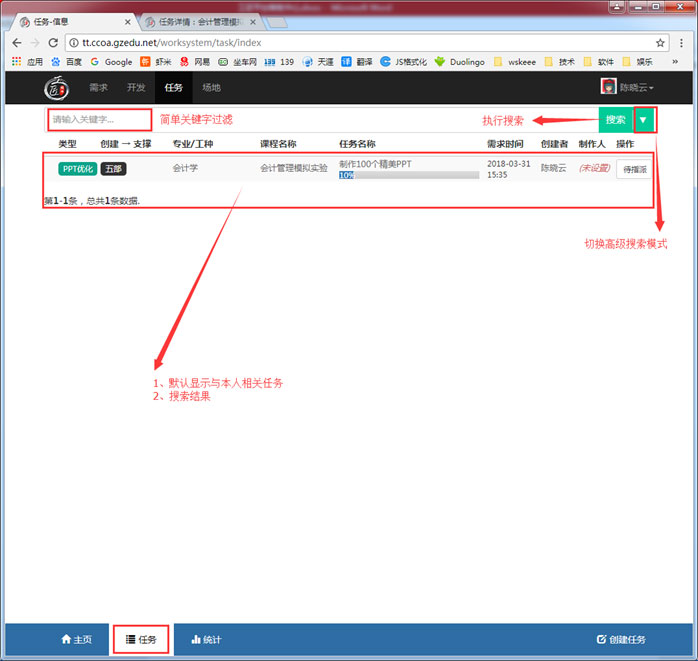 任务-信息
任务详情：会计管理模拟
tt.ccoa.gzedu.net/worksystem/task/index
应用 百度 Google 虾米 网易 坐车网 139 天涯 翻译 JS格式化 Duolingo wskeee 技术 软件 娱乐 »
需求 开发 任务 场地 陈晓云
请输入关键字... 简单关键字过滤 执行搜索 搜索
类型 创建 → 支撑 专业/工种 课程名称 任务名称 需求时间 创建者 制作人 操作
PPT优化 五部 会计学 会计管理模拟实验 制作100个精美PPT 2018-03-31 陈晓云 (未设置) 待指派
10% 15:35
第1-1条，总共1条数据.
切换高级搜索模式
1、默认显示与本人相关任务
2、搜索结果
主页 任务 统计 创建任务